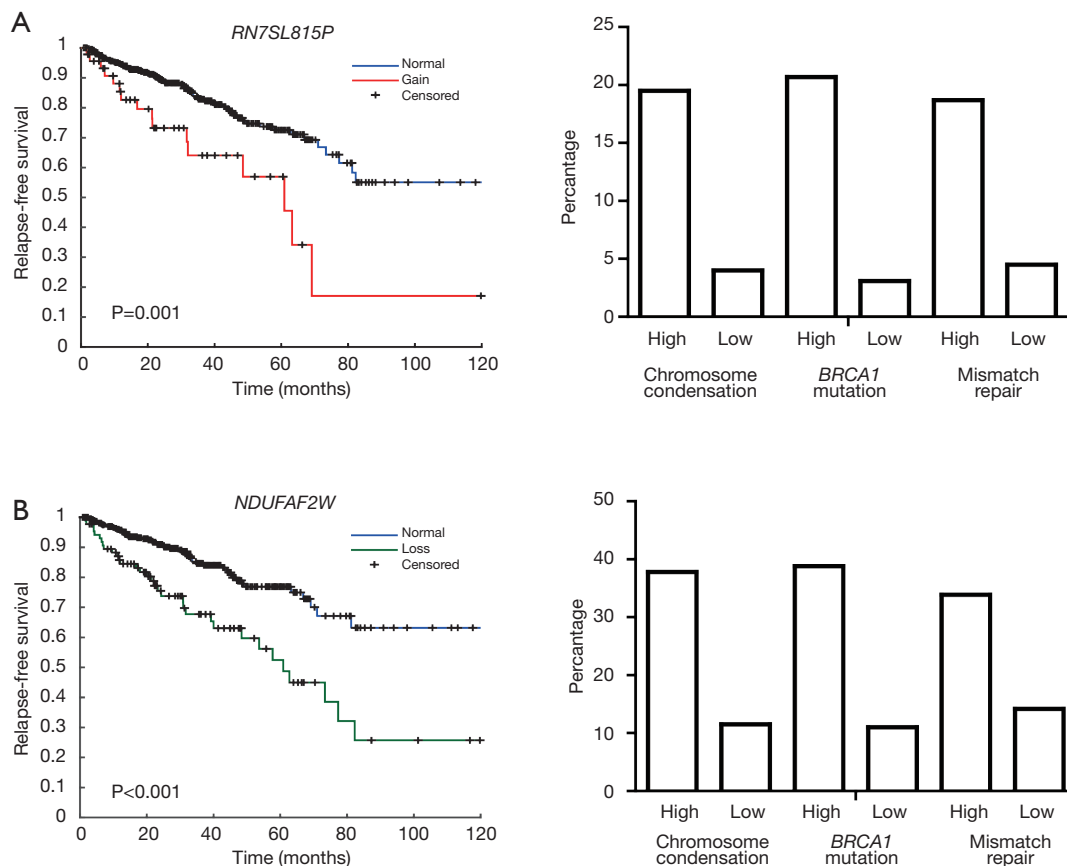 A
RN7SL815P
Normal
Gain
Censored
Relapse-free survival
1
0.9
0.8
0.7
0.6
0.5
0.4
0.3
0.2
0.1
0
P=0.001
0 20 40 60 80 100 120
Time (months)
Percantage
25
20
15
10
5
0
High Low High Low High Low
Chromosome condensation
BRCA1 mutation
Mismatch repair
B
NDUFAF2W
Normal
Loss
Censored
Relapse-free survival
1
0.9
0.8
0.7
0.6
0.5
0.4
0.3
0.2
0.1
0
P<0.001
0 20 40 60 80 100 120
Time (months)
Percantage
50
40
30
20
10
0
High Low High Low High Low
Chromosome condensation
BRCA1 mutation
Mismatch repair